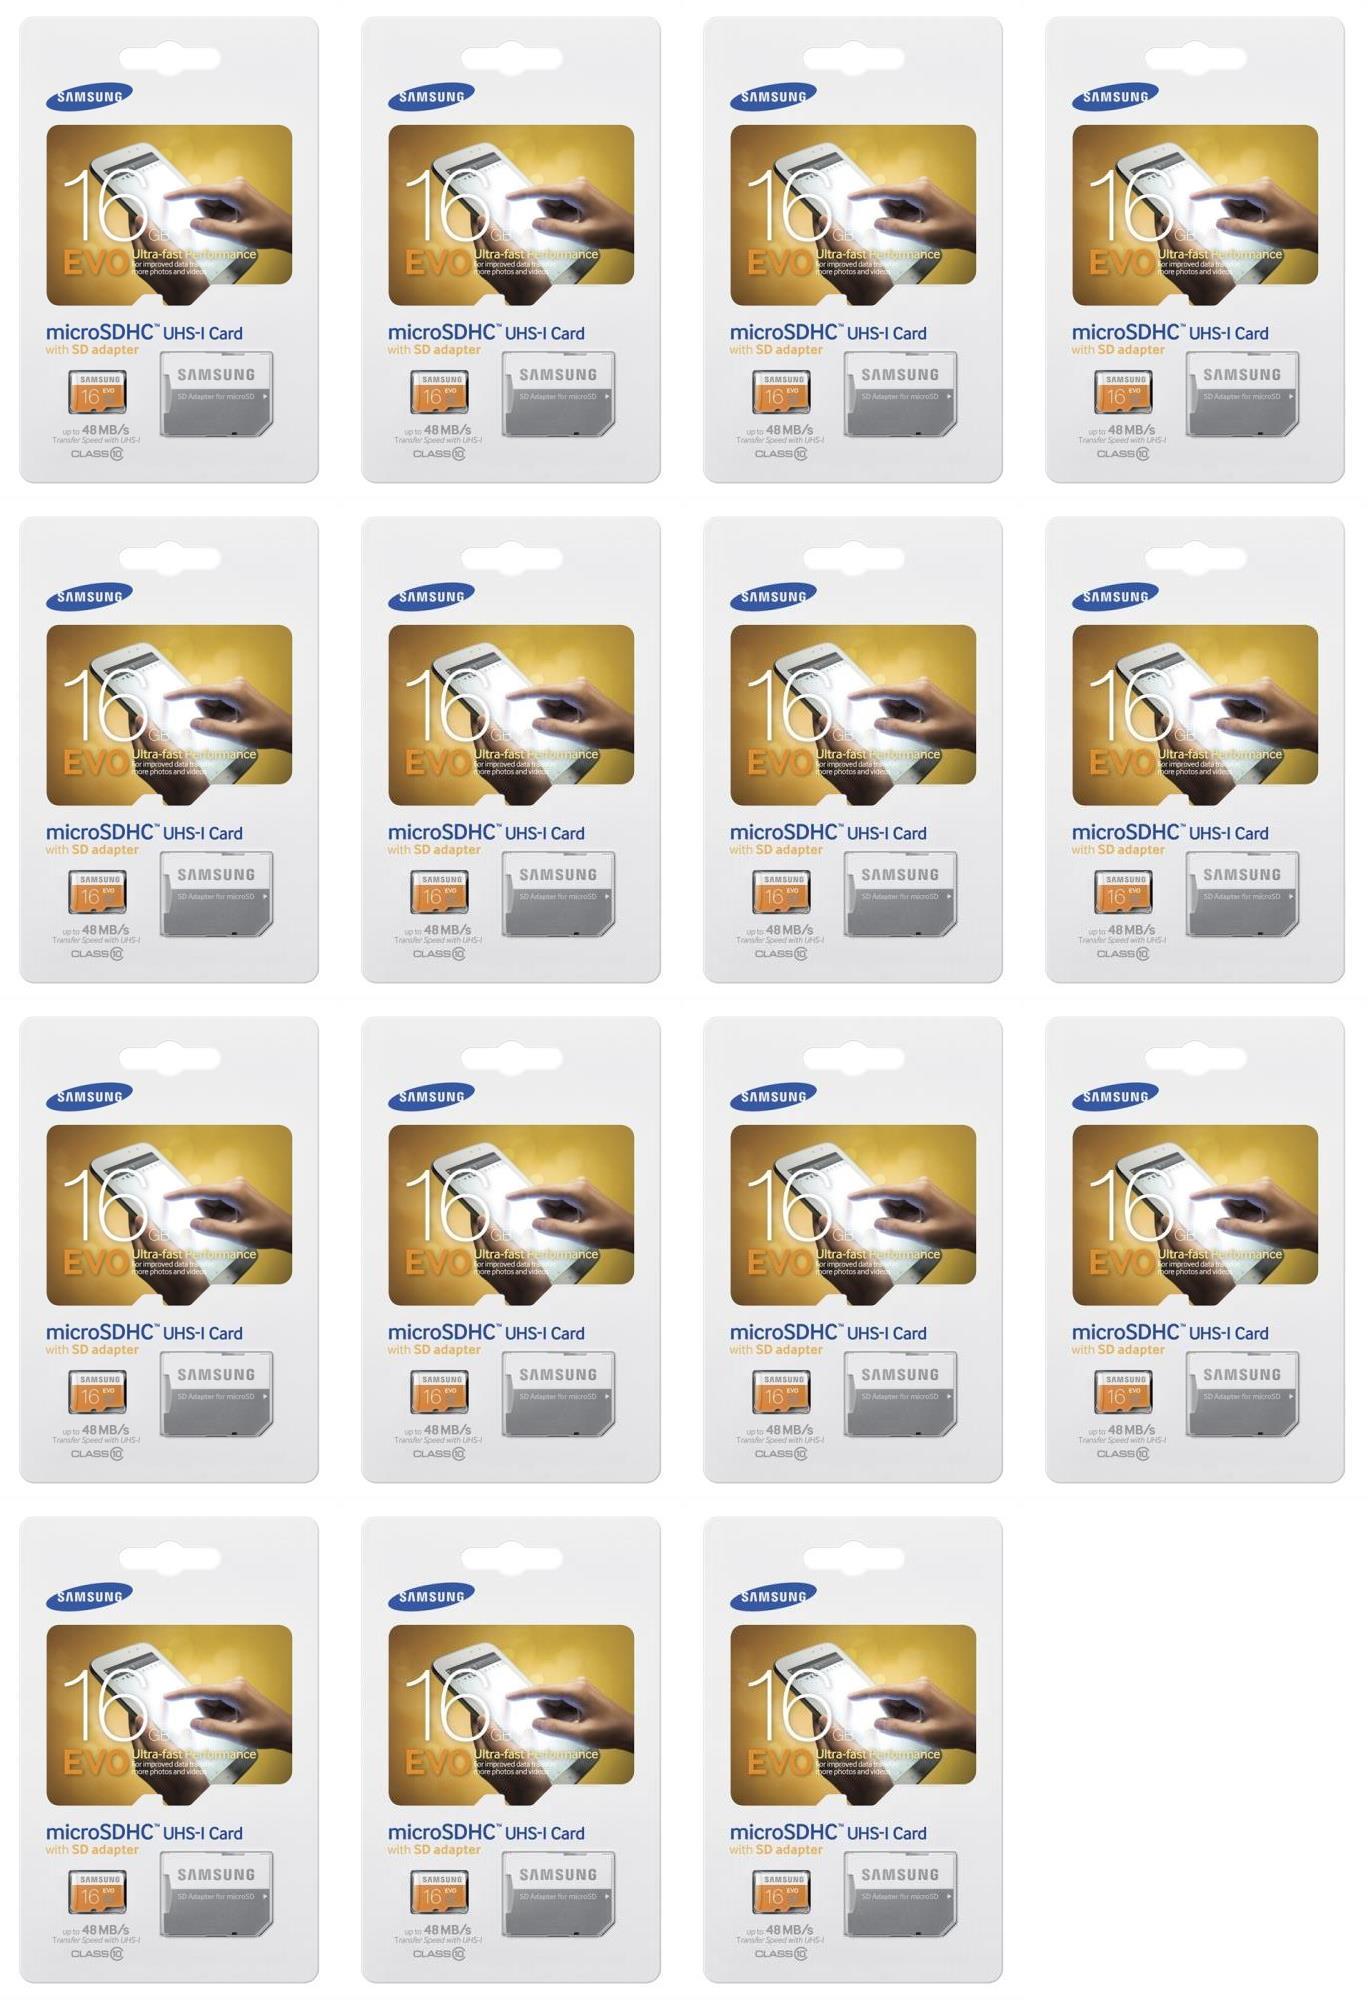 SAMSUNG
16 GB
EVO Ultra-fast Performance
For improved data transfer
more photos and videos
microSDHC™ UHS-I Card
with SD adapter
SAMSUNG
16 EVO
SAMSUNG
SD Adapter for microSD
up to 48 MB/s
Transfer Speed with UHS-I
CLASS 10
SAMSUNG
16 GB
EVO Ultra-fast Performance
For improved data transfer
more photos and videos
microSDHC™ UHS-I Card
with SD adapter
SAMSUNG
16 EVO
SAMSUNG
SD Adapter for microSD
up to 48 MB/s
Transfer Speed with UHS-I
CLASS 10
SAMSUNG
16 GB
EVO Ultra-fast Performance
For improved data transfer
more photos and videos
microSDHC™ UHS-I Card
with SD adapter
SAMSUNG
16 EVO
SAMSUNG
SD Adapter for microSD
up to 48 MB/s
Transfer Speed with UHS-I
CLASS 10
SAMSUNG
16 GB
EVO Ultra-fast Performance
For improved data transfer
more photos and videos
microSDHC™ UHS-I Card
with SD adapter
SAMSUNG
16 EVO
SAMSUNG
SD Adapter for microSD
up to 48 MB/s
Transfer Speed with UHS-I
CLASS 10
SAMSUNG
16 GB
EVO Ultra-fast Performance
For improved data transfer
more photos and videos
microSDHC™ UHS-I Card
with SD adapter
SAMSUNG
16 EVO
SAMSUNG
SD Adapter for microSD
up to 48 MB/s
Transfer Speed with UHS-I
CLASS 10
SAMSUNG
16 GB
EVO Ultra-fast Performance
For improved data transfer
more photos and videos
microSDHC™ UHS-I Card
with SD adapter
SAMSUNG
16 EVO
SAMSUNG
SD Adapter for microSD
up to 48 MB/s
Transfer Speed with UHS-I
CLASS 10
SAMSUNG
16 GB
EVO Ultra-fast Performance
For improved data transfer
more photos and videos
microSDHC™ UHS-I Card
with SD adapter
SAMSUNG
16 EVO
SAMSUNG
SD Adapter for microSD
up to 48 MB/s
Transfer Speed with UHS-I
CLASS 10
SAMSUNG
16 GB
EVO Ultra-fast Performance
For improved data transfer
more photos and videos
microSDHC™ UHS-I Card
with SD adapter
SAMSUNG
16 EVO
SAMSUNG
SD Adapter for microSD
up to 48 MB/s
Transfer Speed with UHS-I
CLASS 10
SAMSUNG
16 GB
EVO Ultra-fast Performance
For improved data transfer
more photos and videos
microSDHC™ UHS-I Card
with SD adapter
SAMSUNG
16 EVO
SAMSUNG
SD Adapter for microSD
up to 48 MB/s
Transfer Speed with UHS-I
CLASS 10
SAMSUNG
16 GB
EVO Ultra-fast Performance
For improved data transfer
more photos and videos
microSDHC™ UHS-I Card
with SD adapter
SAMSUNG
16 EVO
SAMSUNG
SD Adapter for microSD
up to 48 MB/s
Transfer Speed with UHS-I
CLASS 10
SAMSUNG
16 GB
EVO Ultra-fast Performance
For improved data transfer
more photos and videos
microSDHC™ UHS-I Card
with SD adapter
SAMSUNG
16 EVO
SAMSUNG
SD Adapter for microSD
up to 48 MB/s
Transfer Speed with UHS-I
CLASS 10
SAMSUNG
16 GB
EVO Ultra-fast Performance
For improved data transfer
more photos and videos
microSDHC™ UHS-I Card
with SD adapter
SAMSUNG
16 EVO
SAMSUNG
SD Adapter for microSD
up to 48 MB/s
Transfer Speed with UHS-I
CLASS 10
SAMSUNG
16 GB
EVO Ultra-fast Performance
For improved data transfer
more photos and videos
microSDHC™ UHS-I Card
with SD adapter
SAMSUNG
16 EVO
SAMSUNG
SD Adapter for microSD
up to 48 MB/s
Transfer Speed with UHS-I
CLASS 10
SAMSUNG
16 GB
EVO Ultra-fast Performance
For improved data transfer
more photos and videos
microSDHC™ UHS-I Card
with SD adapter
SAMSUNG
16 EVO
SAMSUNG
SD Adapter for microSD
up to 48 MB/s
Transfer Speed with UHS-I
CLASS 10
SAMSUNG
16 GB
EVO Ultra-fast Performance
For improved data transfer
more photos and videos
microSDHC™ UHS-I Card
with SD adapter
SAMSUNG
16 EVO
SAMSUNG
SD Adapter for microSD
up to 48 MB/s
Transfer Speed with UHS-I
CLASS 10